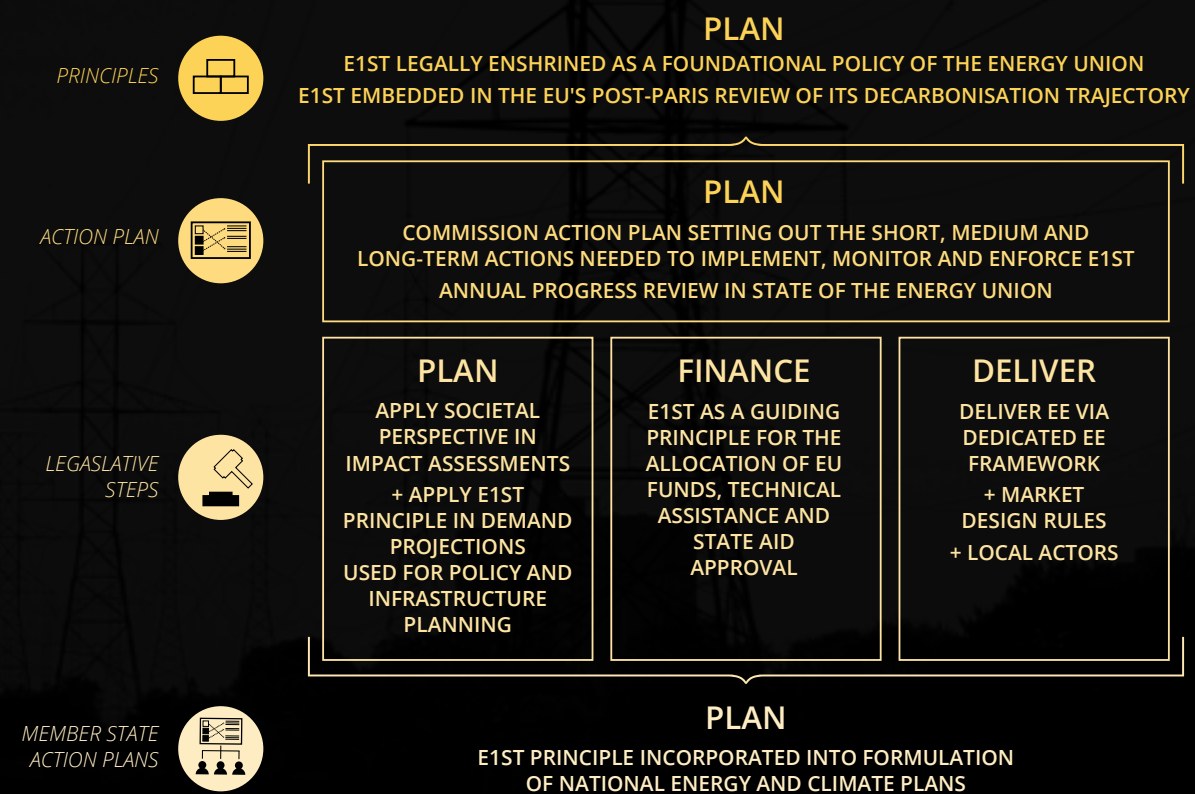 PLAN
PRINCIPLES
E1ST LEGALLY ENSHRINED AS A FOUNDATIONAL POLICY OF THE ENERGY UNION
E1ST EMBEDDED IN THE EU'S POST-PARIS REVIEW OF ITS DECARBONISATION TRAJECTORY
PLAN
ACTION PLAN
COMMISSION ACTION PLAN SETTING OUT THE SHORT, MEDIUM AND
LONG-TERM ACTIONS NEEDED TO IMPLEMENT, MONITOR AND ENFORCE E1ST
ANNUAL PROGRESS REVIEW IN STATE OF THE ENERGY UNION
LEGASLATIVE
STEPS
PLAN
APPLY SOCIETAL
PERSPECTIVE IN
IMPACT ASSESSMENTS
+ APPLY E1ST
PRINCIPLE IN DEMAND
PROJECTIONS
USED FOR POLICY AND
INFRASTRUCTURE
PLANNING
FINANCE
E1ST AS A GUIDING
PRINCIPLE FOR THE
ALLOCATION OF EU
FUNDS, TECHNICAL
ASSISTANCE AND
STATE AID
APPROVAL
DELIVER
DELIVER EE VIA
DEDICATED EE
FRAMEWORK
+ MARKET
DESIGN RULES
+ LOCAL ACTORS
MEMBER STATE
ACTION PLANS
PLAN
E1ST PRINCIPLE INCORPORATED INTO FORMULATION
OF NATIONAL ENERGY AND CLIMATE PLANS